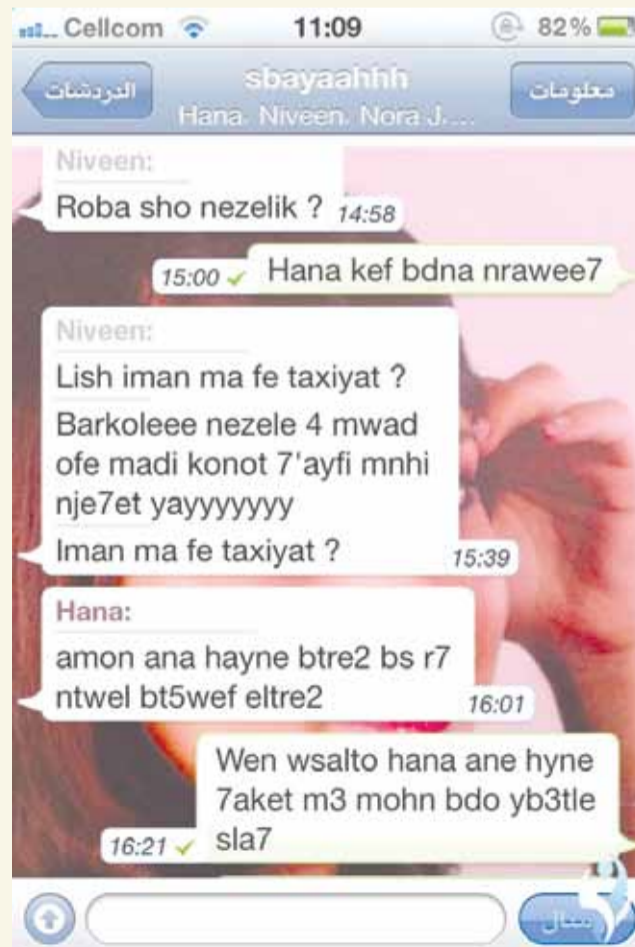 Cellcom 11:09 82%
الدردشات
sbayaahhh
معلومات
Hana, Niveen, Nora J....
Niveen:
Roba sho nezelik ? 14:58
15:00 Hana kef bdna nrawee7
Niveen:
Lish iman ma fe taxiyat ?
Barkoleee nezele 4 mwad
ofe madi konot 7'ayfi mnhi
nje7et yayyyyyyy
Iman ma fe taxiyat ? 15:39
Hana:
amon ana hayne btre2 bs r7
ntwel bt5wef eltre2 16:01
Wen wsalto hana ane hyne
7aket m3 mohn bdo yb3tle
16:21 sla7